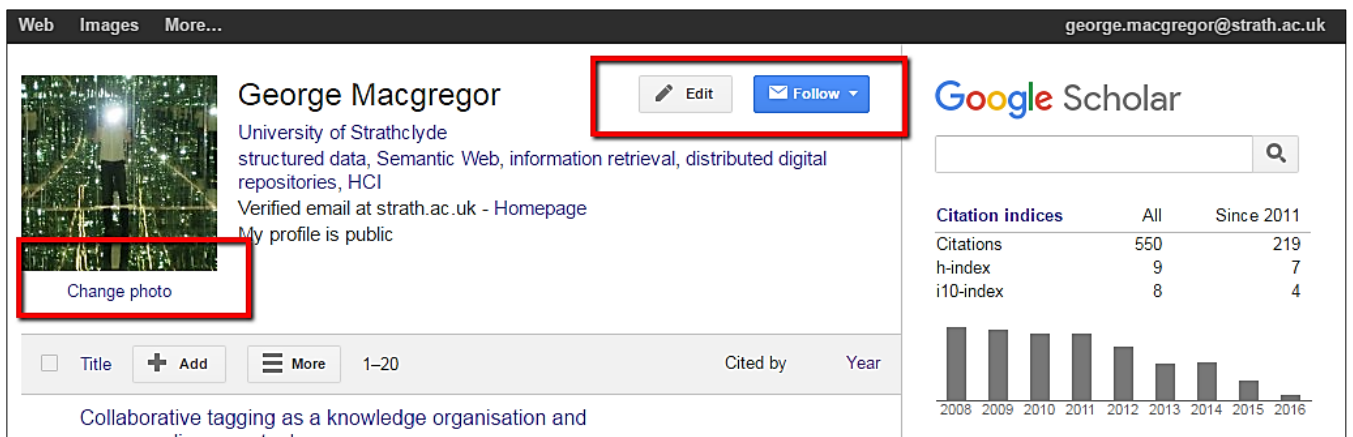 Web Images More...
george.macgregor@strath.ac.uk
George Macgregor
Edit
Follow
University of Strathclyde
structured data, Semantic Web, information retrieval, distributed digital
repositories, HCI
Verified email at strath.ac.uk - Homepage
My profile is public
Change photo
Title Add More 1–20 Cited by Year
Collaborative tagging as a knowledge organisation and
Google Scholar
Citation indices All Since 2011
Citations 550 219
h-index 9 7
i10-index 8 4
2008 2009 2010 2011 2012 2013 2014 2015 2016